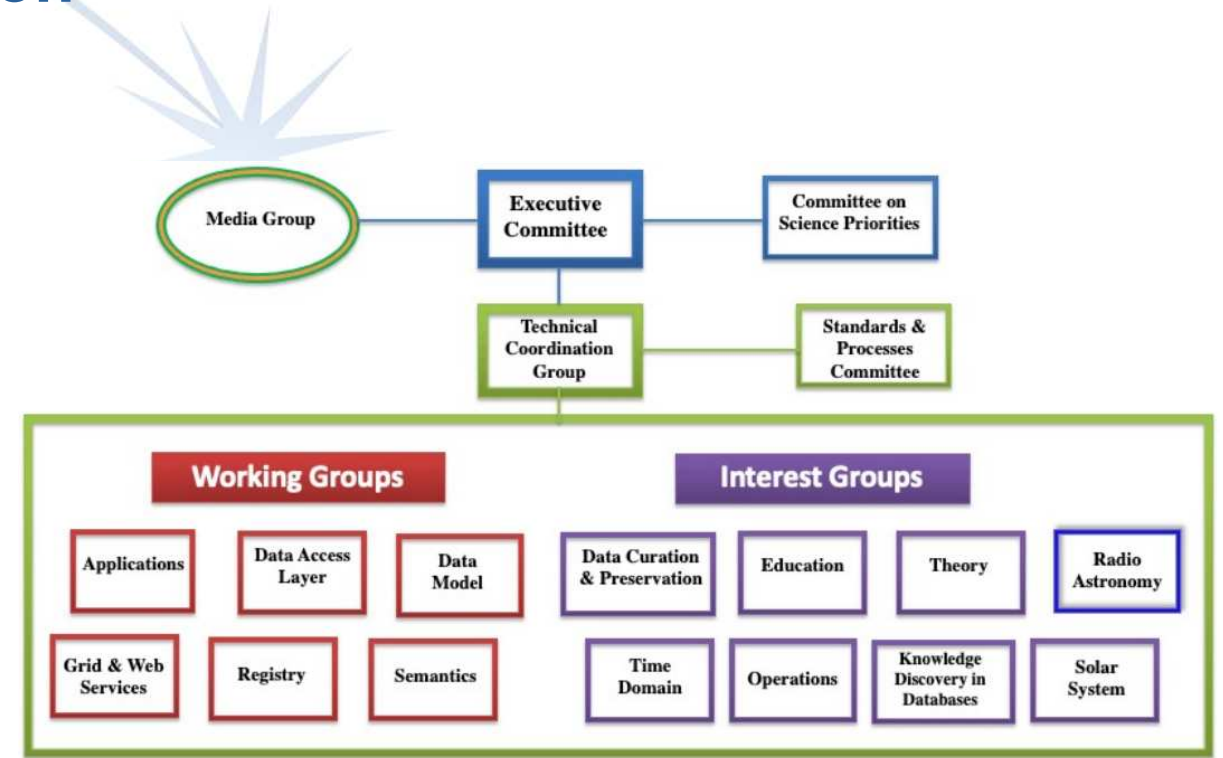 Media Group
Executive
Committee
Committee on
Science Priorities
Technical
Coordination
Group
Standards &
Processes
Committee
Working Groups
Interest Groups
Applications
Data Access
Layer
Data
Model
Data Curation
& Preservation
Education
Theory
Radio
Astronomy
Grid & Web
Services
Registry
Semantics
Time
Domain
Operations
Knowledge
Discovery in
Databases
Solar
System